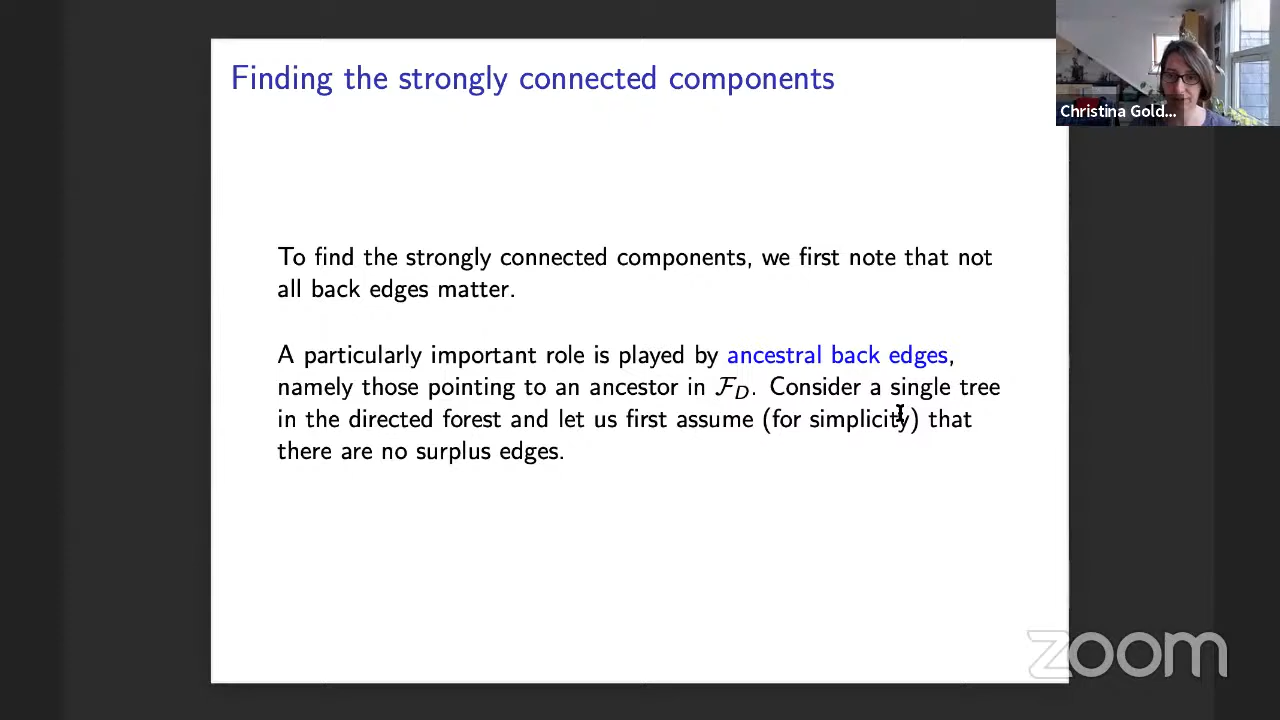 Finding the strongly connected components
Christina Gold...
To find the strongly connected components, we first note that not
all back edges matter.
A particularly important role is played by ancestral back edges,
namely those pointing to an ancestor in 𝓕_D. Consider a single tree
in the directed forest and let us first assume (for simplicity) that
there are no surplus edges.
zoom